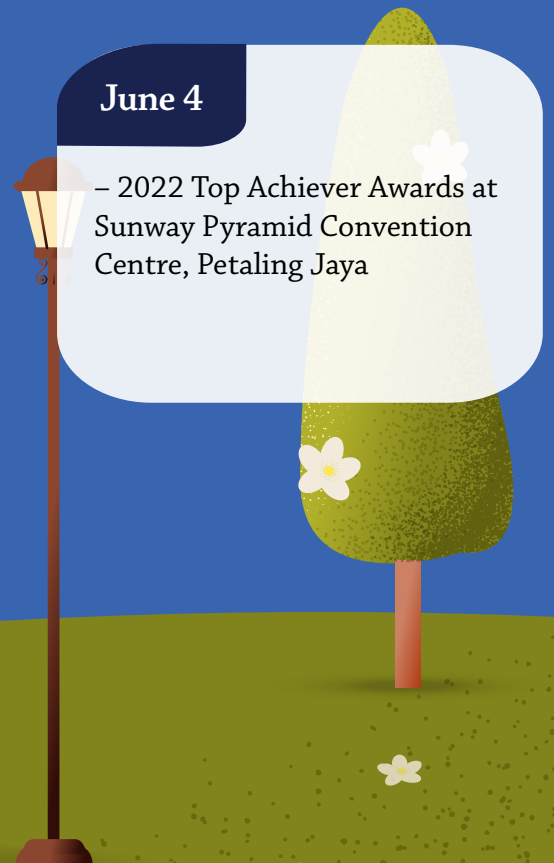 June 4
– 2022 Top Achiever Awards at
Sunway Pyramid Convention
Centre, Petaling Jaya